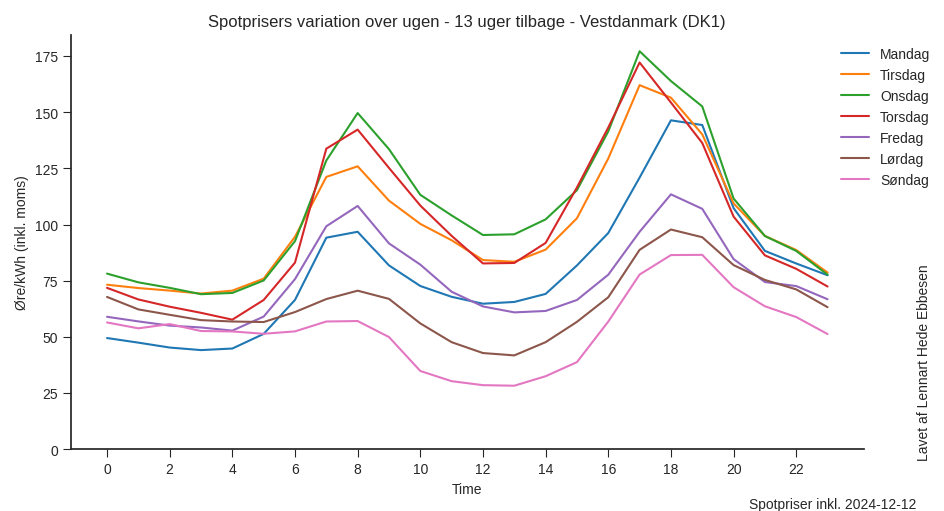 Spotprisers variation over ugen - 13 uger tilbage - Vestdanmark (DK1)
Øre/kWh (inkl. moms)
175
150
125
100
75
50
25
0
0 2 4 6 8 10 12 14 16 18 20 22
Time
Mandag
Tirsdag
Onsdag
Torsdag
Fredag
Lørdag
Søndag
Lavet af Lennart Hede Ebbesen
Spotpriser inkl. 2024-12-12